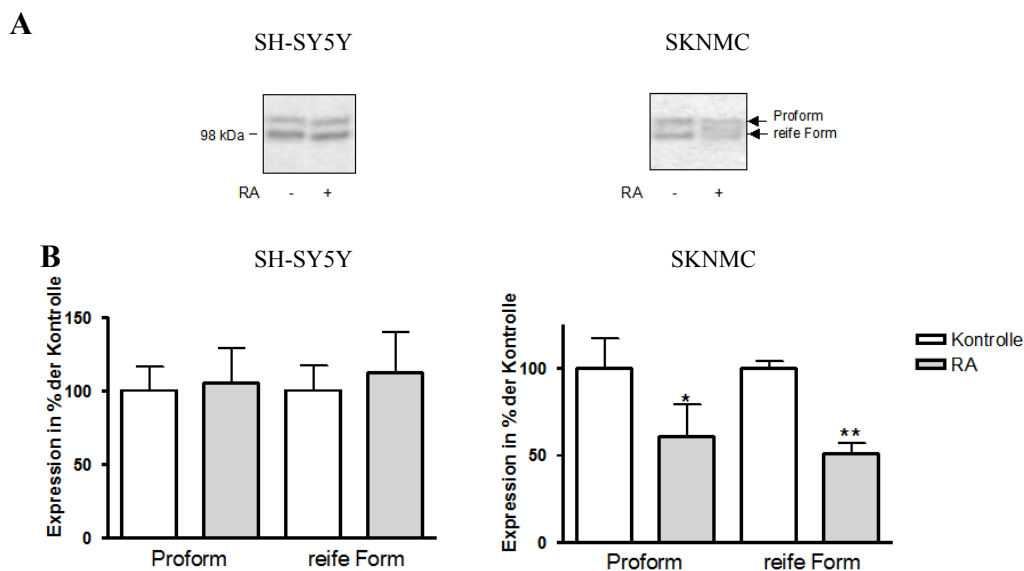 A
SH-SY5Y
SKNMC
98 kDa
Proform
reife Form
RA - +
RA - +
B
SH-SY5Y
SKNMC
Expression in % der Kontrolle
150
100
50
0
Proform reife Form
Expression in % der Kontrolle
100
50
0
*
**
Proform reife Form
Kontrolle
RA